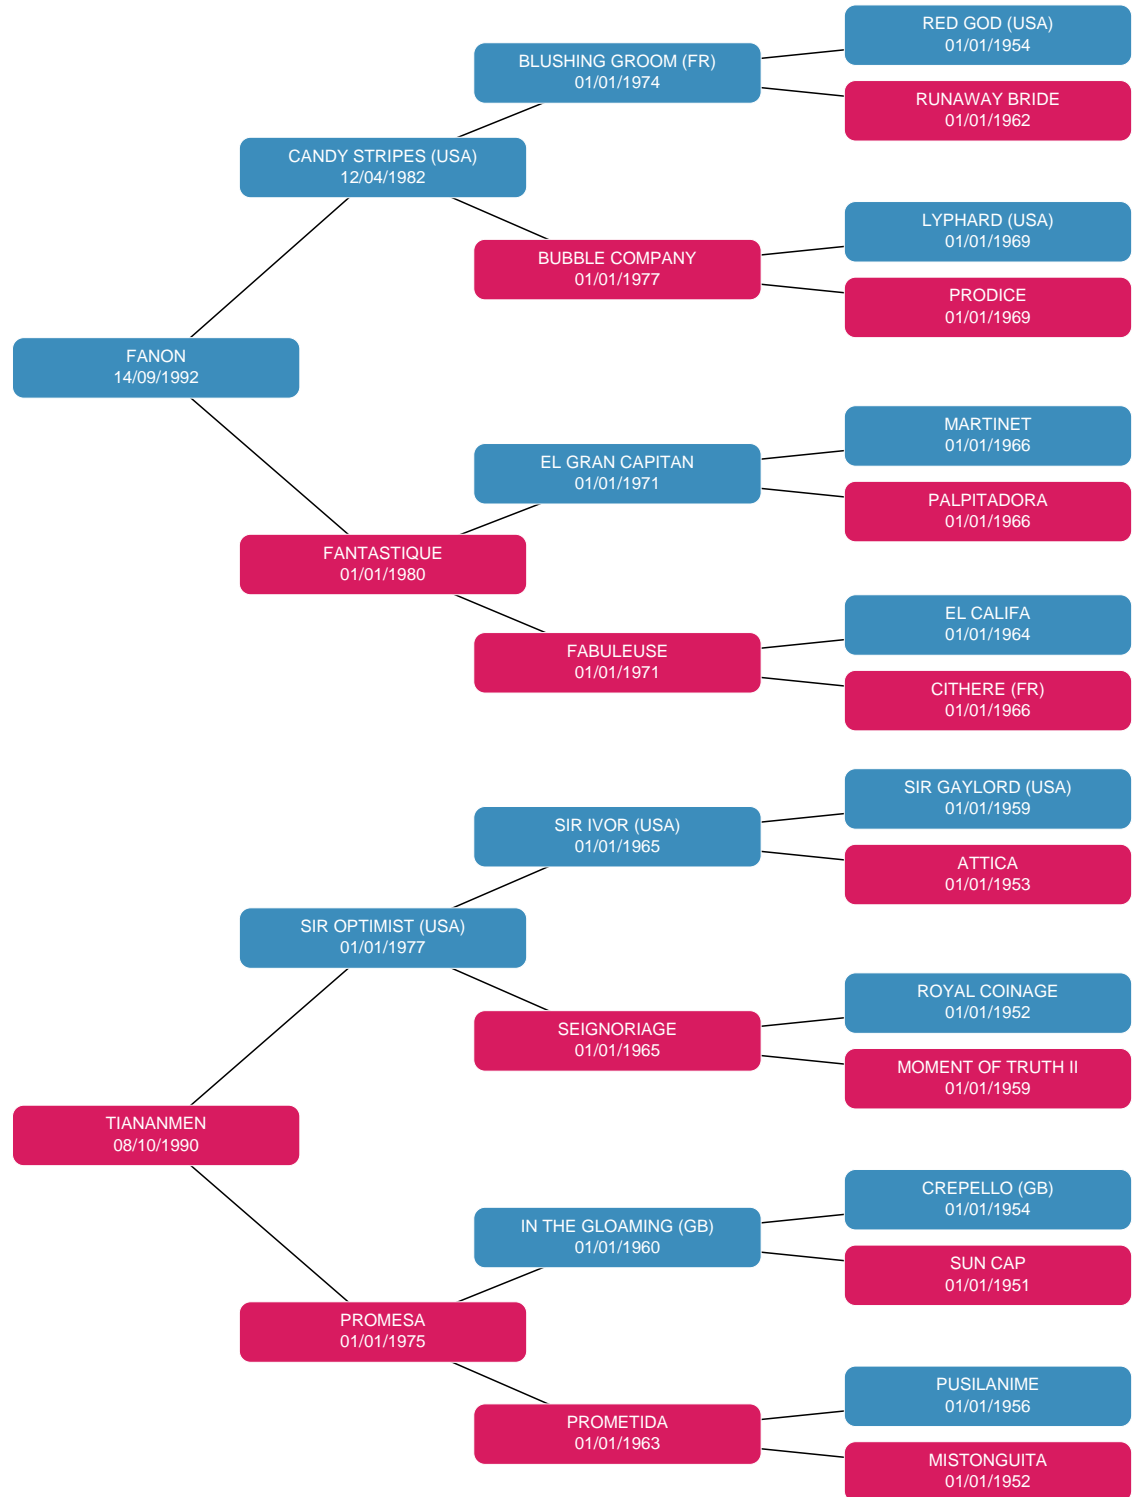 RED GOD (USA)
01/01/1954
BLUSHING GROOM (FR)
01/01/1974
RUNAWAY BRIDE
01/01/1962
CANDY STRIPES (USA)
12/04/1982
LYPHARD (USA)
01/01/1969
BUBBLE COMPANY
01/01/1977
PRODICE
01/01/1969
FANON
14/09/1992
MARTINET
01/01/1966
EL GRAN CAPITAN
01/01/1971
PALPITADORA
01/01/1966
FANTASTIQUE
01/01/1980
EL CALIFA
01/01/1964
FABULEUSE
01/01/1971
CITHERE (FR)
01/01/1966
SIR GAYLORD (USA)
01/01/1959
SIR IVOR (USA)
01/01/1965
ATTICA
01/01/1953
SIR OPTIMIST (USA)
01/01/1977
ROYAL COINAGE
01/01/1952
SEIGNORIAGE
01/01/1965
MOMENT OF TRUTH II
01/01/1959
TIANANMEN
08/10/1990
CREPELLO (GB)
01/01/1954
IN THE GLOAMING (GB)
01/01/1960
SUN CAP
01/01/1951
PROMESA
01/01/1975
PUSILANIME
01/01/1956
PROMETIDA
01/01/1963
MISTONGUITA
01/01/1952